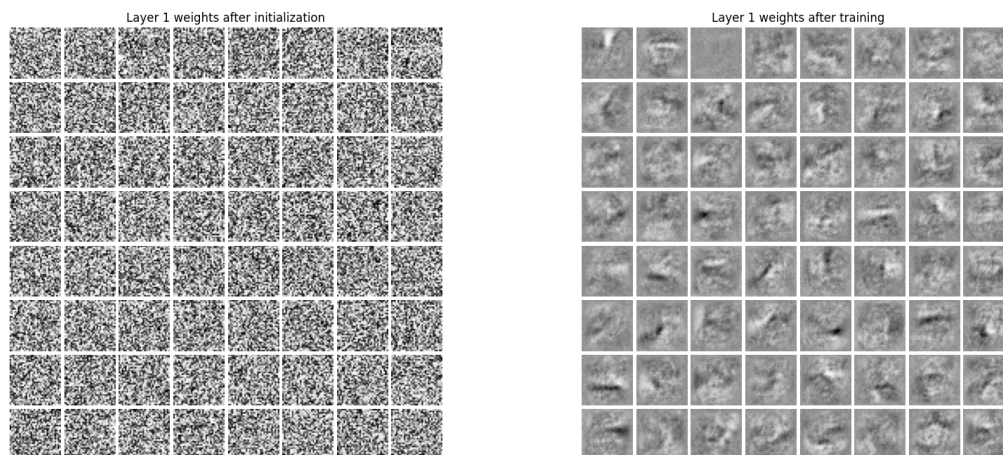 Layer 1 weights after initialization
Layer 1 weights after training